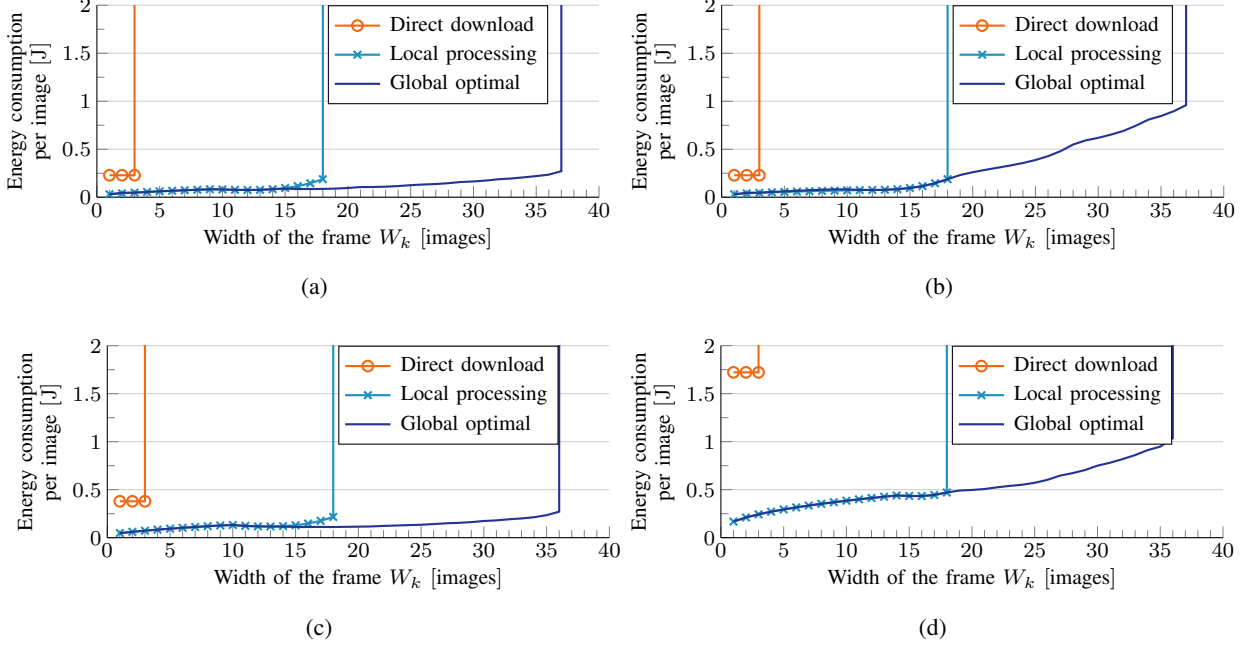 2
1.5
1
0.5
0
Energy consumption
per image [J]
Direct download
Local processing
Global optimal
0 5 10 15 20 25 30 35 40
Width of the frame W_k [images]
(a)
2
1.5
1
0.5
0
Energy consumption
per image [J]
Direct download
Local processing
Global optimal
0 5 10 15 20 25 30 35 40
Width of the frame W_k [images]
(b)
2
1.5
1
0.5
0
Energy consumption
per image [J]
Direct download
Local processing
Global optimal
0 5 10 15 20 25 30 35 40
Width of the frame W_k [images]
(c)
2
1.5
1
0.5
0
Energy consumption
per image [J]
Direct download
Local processing
Global optimal
0 5 10 15 20 25 30 35 40
Width of the frame W_k [images]
(d)